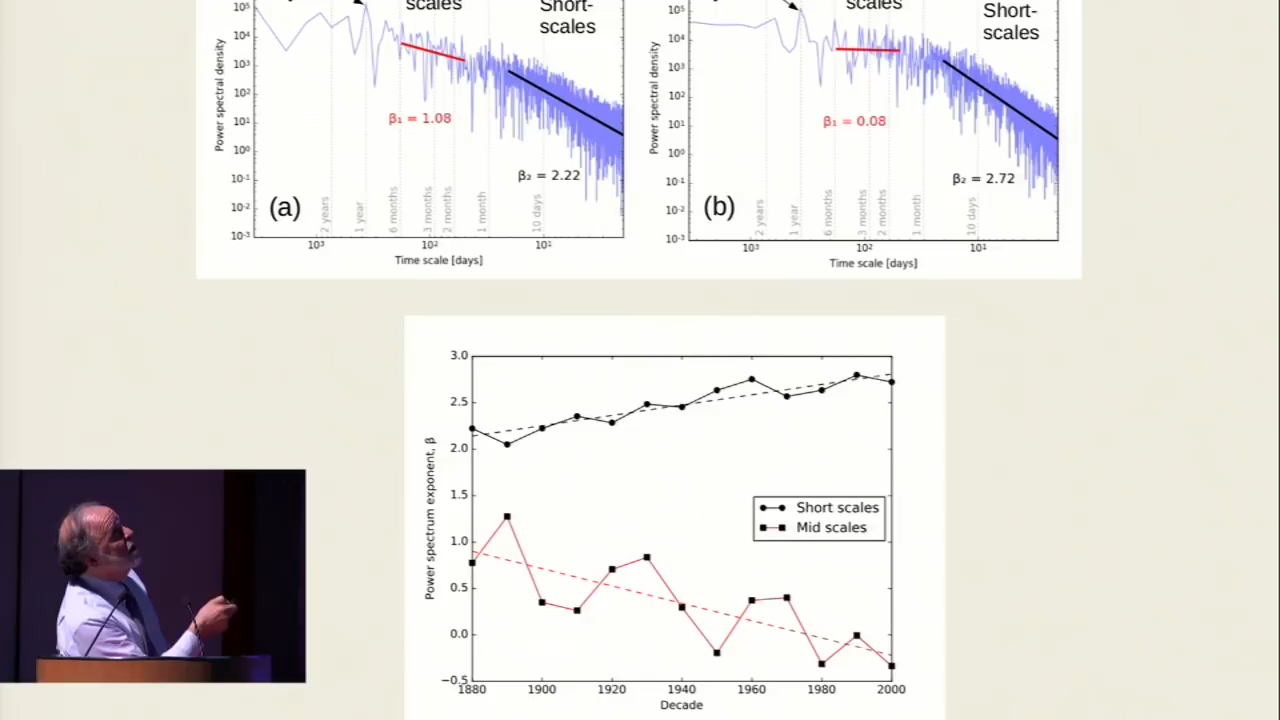 scales
Short-
scales
10⁵
10⁴
10³
10²
10¹
10⁰
10⁻¹
10⁻²
10⁻³
Power spectral density
β₁ = 1.08
β₂ = 2.22
(a)
2 years
1 year
6 months
3 months
2 months
1 month
10 days
10³
10²
10¹
Time scale [days]
scales
Short-
scales
10⁵
10⁴
10³
10²
10¹
10⁰
10⁻¹
10⁻²
10⁻³
Power spectral density
β₁ = 0.08
β₂ = 2.72
(b)
2 years
1 year
6 months
3 months
2 months
1 month
10 days
10³
10²
10¹
Time scale [days]
3.0
2.5
2.0
1.5
1.0
0.5
0.0
−0.5
Power spectrum exponent, β
Short scales
Mid scales
1880
1900
1920
1940
1960
1980
2000
Decade